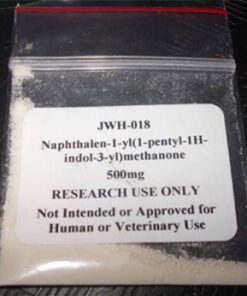 JWH-018
Naphthalen-1-yl(1-pentyl-1H-
indol-3-yl)methanone
500mg
RESEARCH USE ONLY
Not Intended or Approved for
Human or Veterinary Use